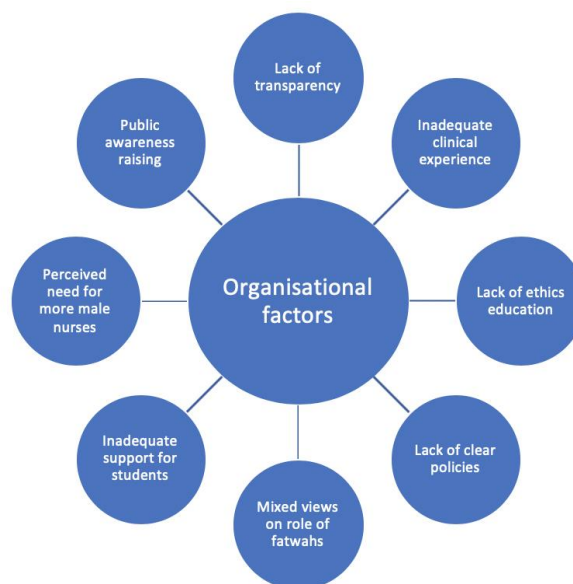 Lack of
transparency
Inadequate
clinical
experience
Lack of ethics
education
Lack of clear
policies
Mixed views
on role of
fatwahs
Inadequate
support for
students
Perceived
need for
more male
nurses
Public
awareness
raising
Organisational
factors